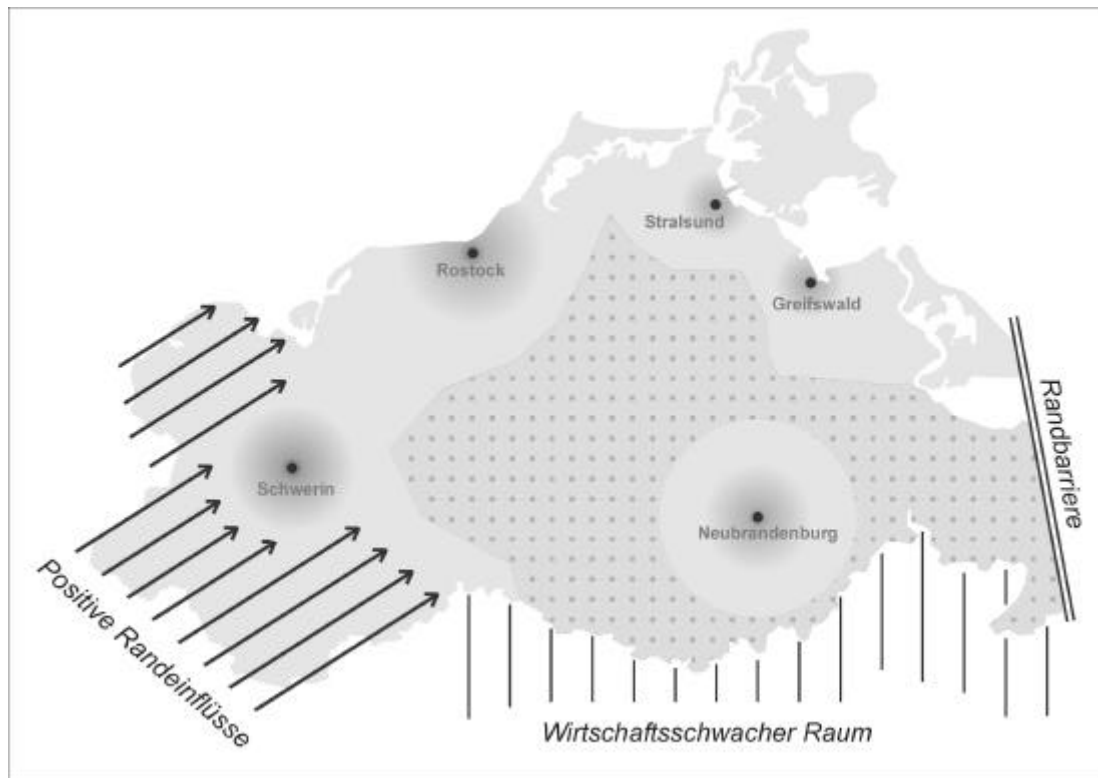 Stralsund
Rostock
Greifswald
Randbarriere
Schwerin
Neubrandenburg
Positive Randeinflüsse
Wirtschaftsschwacher Raum